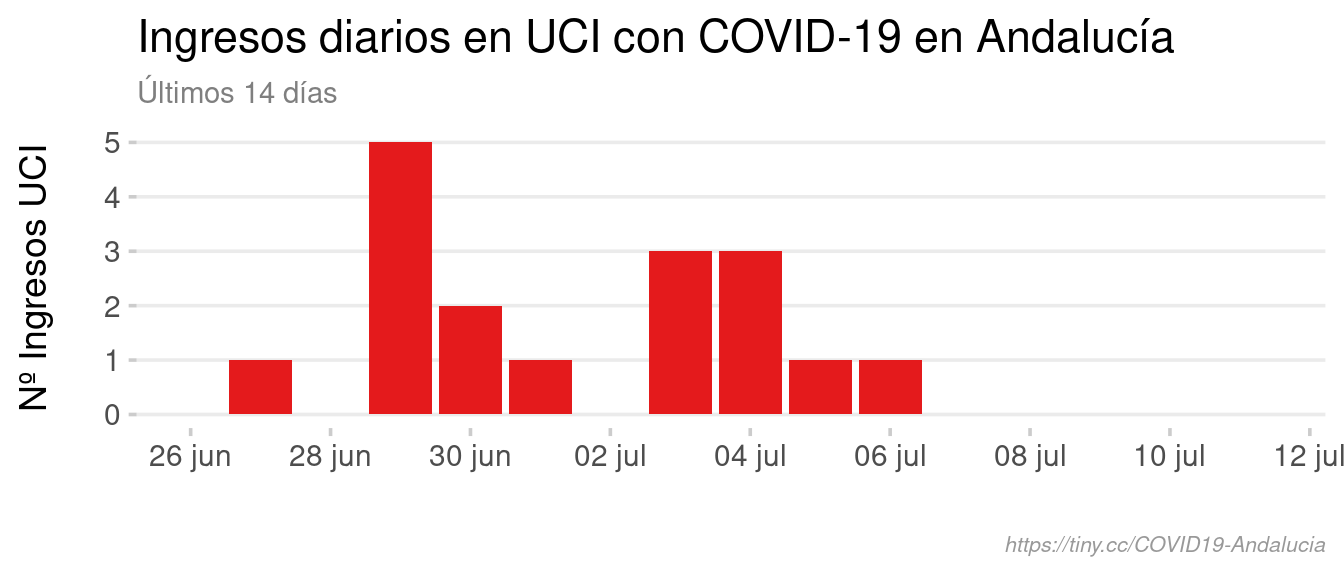 Ingresos diarios en UCI con COVID-19 en Andalucía
Últimos 14 días
Nº Ingresos UCI
5
4
3
2
1
0
26 jun 28 jun 30 jun 02 jul 04 jul 06 jul 08 jul 10 jul 12 jul
https://tiny.cc/COVID19-Andalucia